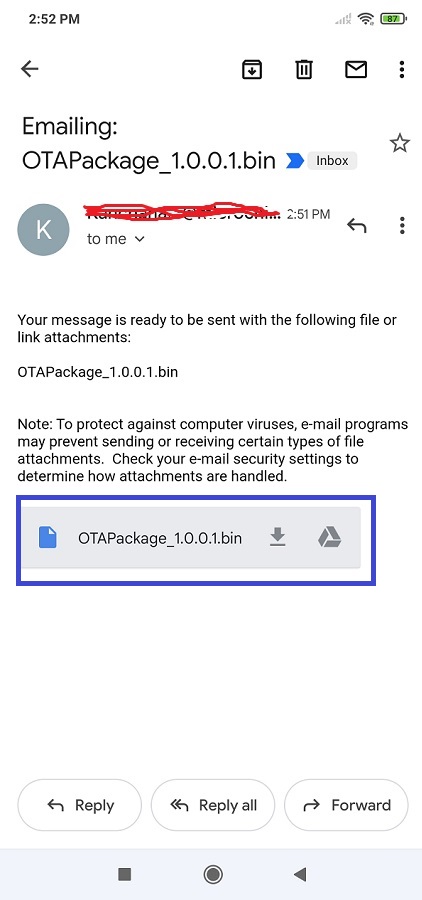 2:52 PM
87
Emailing:
OTAPackage_1.0.0.1.bin
Inbox
K
2:51 PM
to me
Your message is ready to be sent with the following file or
link attachments:
OTAPackage_1.0.0.1.bin
Note: To protect against computer viruses, e-mail programs
may prevent sending or receiving certain types of file
attachments.  Check your e-mail security settings to
determine how attachments are handled.
OTAPackage_1.0.0.1.bin
Reply
Reply all
Forward